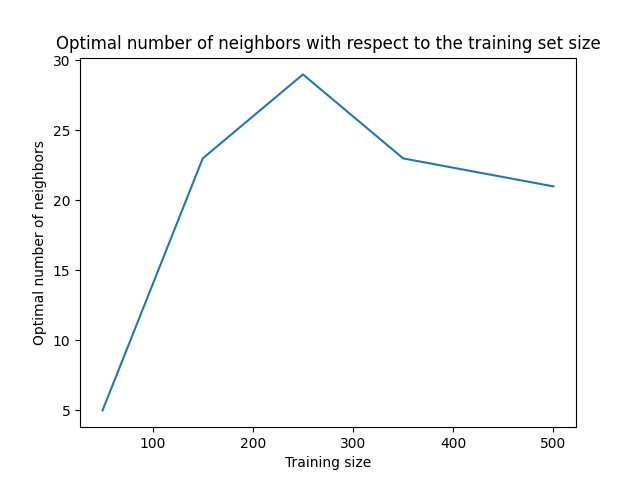 Optimal number of neighbors with respect to the training set size
30
25
20
15
10
5
Optimal number of neighbors
100 200 300 400 500
Training size